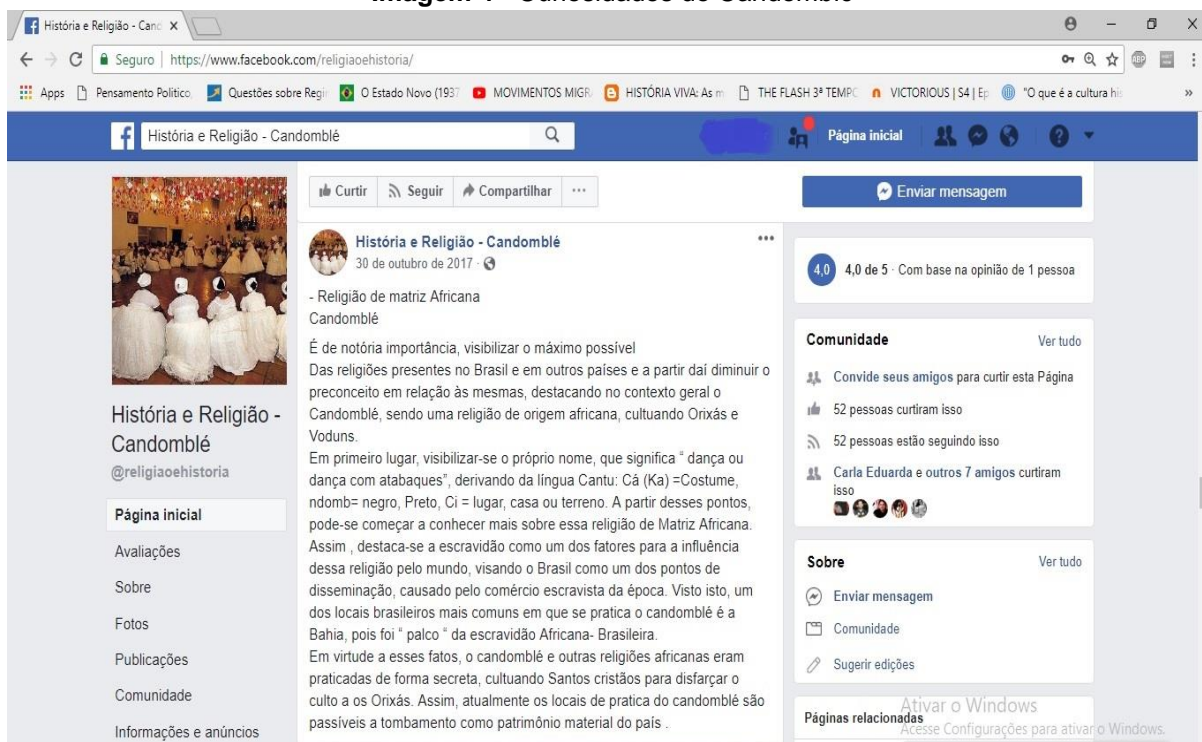 História e Religião - Can
Seguro | https://www.facebook.com/religiaoehistoria/
Apps Pensamento Politico, Questões sobre Regi O Estado Novo (1937 MOVIMENTOS MIGR HISTÓRIA VIVA: As m THE FLASH 3ª TEMPO VICTORIOUS | S4 | Ep "O que é a cultura his »
História e Religião - Candomblé
Página inicial
Curtir Seguir Compartilhar ...
Enviar mensagem
História e Religião - Candomblé
@religiaoehistoria
Página inicial
Avaliações
Sobre
Fotos
Publicações
Comunidade
Informações e anúncios
História e Religião - Candomblé
30 de outubro de 2017 ·
- Religião de matriz Africana
Candomblé
É de notória importância, visibilizar o máximo possível
Das religiões presentes no Brasil e em outros países e a partir daí diminuir o
preconceito em relação às mesmas, destacando no contexto geral o
Candomblé, sendo uma religião de origem africana, cultuando Orixás e
Voduns.
Em primeiro lugar, visibilizar-se o próprio nome, que significa " dança ou
dança com atabaques", derivando da língua Cantu: Cá (Ka) =Costume,
ndomb= negro, Preto, Ci = lugar, casa ou terreno. A partir desses pontos,
pode-se começar a conhecer mais sobre essa religião de Matriz Africana.
Assim , destaca-se a escravidão como um dos fatores para a influência
dessa religião pelo mundo, visando o Brasil como um dos pontos de
disseminação, causado pelo comércio escravista da época. Visto isto, um
dos locais brasileiros mais comuns em que se pratica o candomblé é a
Bahia, pois foi " palco " da escravidão Africana- Brasileira.
Em virtude a esses fatos, o candomblé e outras religiões africanas eram
praticadas de forma secreta, cultuando Santos cristãos para disfarçar o
culto a os Orixás. Assim, atualmente os locais de pratica do candomblé são
passíveis a tombamento como patrimônio material do país .
4,0 4,0 de 5 · Com base na opinião de 1 pessoa
Comunidade Ver tudo
Convide seus amigos para curtir esta Página
52 pessoas curtiram isso
52 pessoas estão seguindo isso
Carla Eduarda e outros 7 amigos curtiram
isso
Sobre Ver tudo
Enviar mensagem
Comunidade
Sugerir edições
Páginas relacionadas
Ativar o Windows
Acesse Configurações para ativar o Windows.